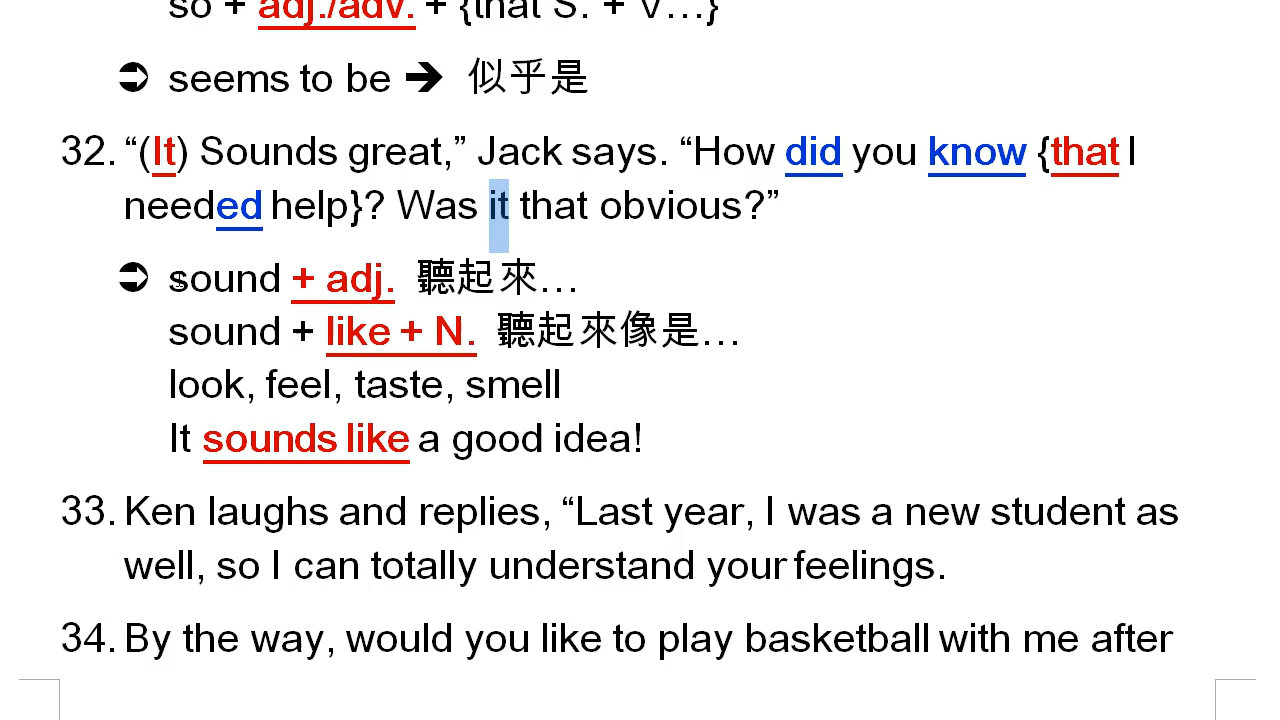 so + adj./adv. + {that S. + V…}
➲ seems to be ➔ 似乎是
32. “(It) Sounds great,” Jack says. “How did you know {that I
needed help}? Was it that obvious?”
➲ sound + adj. 聽起來…
sound + like + N. 聽起來像是…
look, feel, taste, smell
It sounds like a good idea!
33. Ken laughs and replies, “Last year, I was a new student as
well, so I can totally understand your feelings.
34. By the way, would you like to play basketball with me after